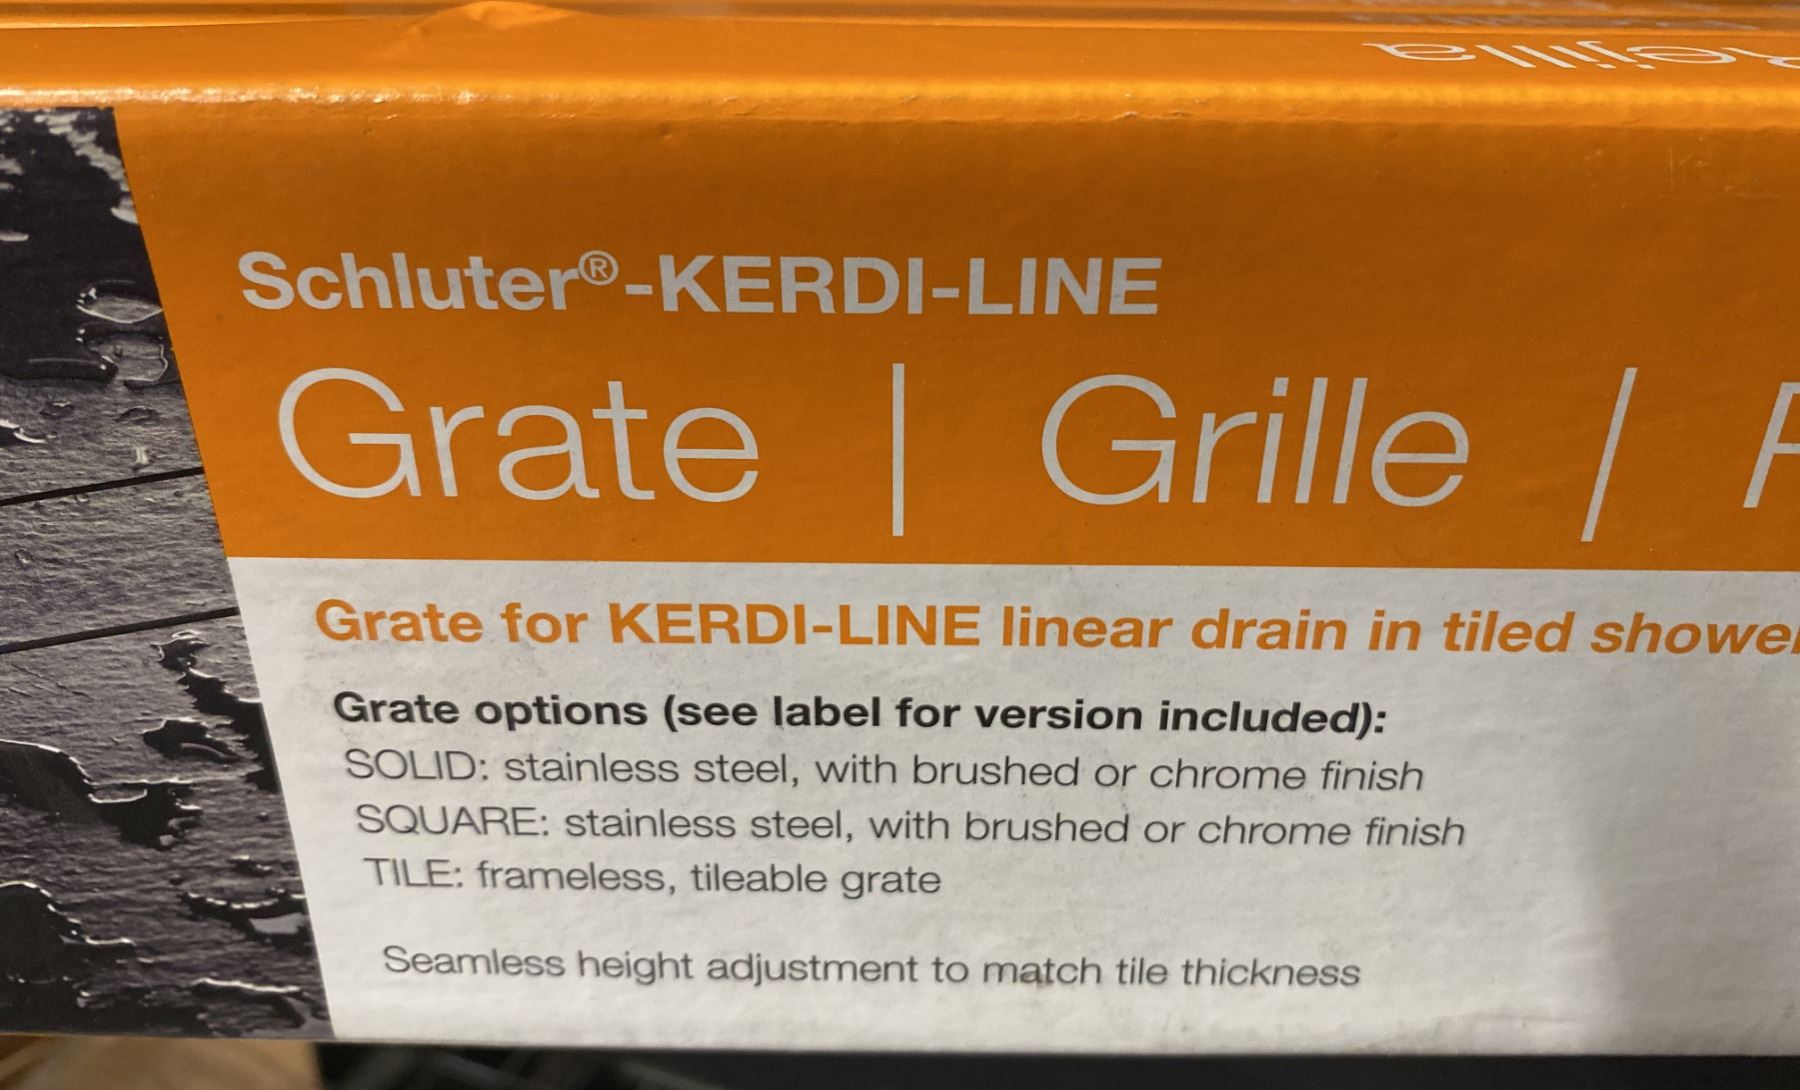 Rejilla
Schluter®-KERDI-LINE
Grate | Grille /
Grate for KERDI-LINE linear drain in tiled shower
Grate options (see label for version included):
SOLID: stainless steel, with brushed or chrome finish
SQUARE: stainless steel, with brushed or chrome finish
TILE: frameless, tileable grate
Seamless height adjustment to match tile thickness